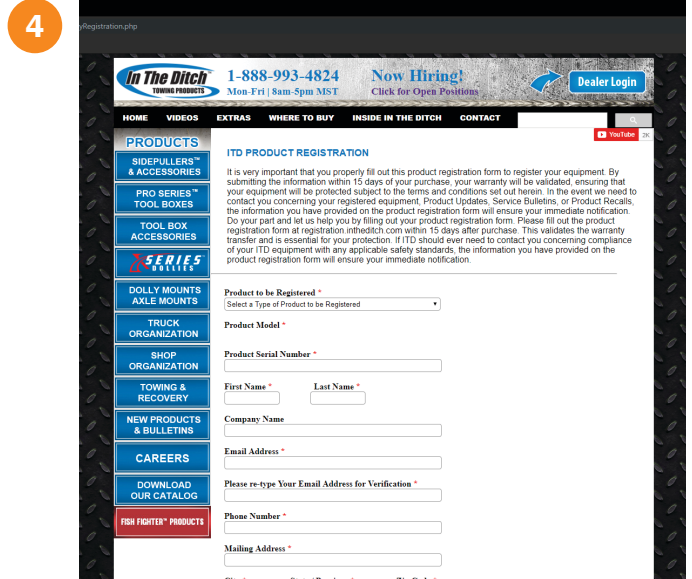 4
yRegistration.php
In The Ditch
TOWING PRODUCTS
1-888-993-4824
Mon-Fri | 8am-5pm MST
Now Hiring!
Click for Open Positions
Dealer Login
HOME VIDEOS EXTRAS WHERE TO BUY INSIDE IN THE DITCH CONTACT
YouTube 2K
PRODUCTS
SIDEPULLERS™
& ACCESSORIES
PRO SERIES™
TOOL BOXES
TOOL BOX
ACCESSORIES
X SERIES
DOLLIES
DOLLY MOUNTS
AXLE MOUNTS
TRUCK
ORGANIZATION
SHOP
ORGANIZATION
TOWING &
RECOVERY
NEW PRODUCTS
& BULLETINS
CAREERS
DOWNLOAD
OUR CATALOG
FISH FIGHTER™ PRODUCTS
ITD PRODUCT REGISTRATION
It is very important that you properly fill out this product registration form to register your equipment. By
submitting the information within 15 days of your purchase, your warranty will be validated, ensuring that
your equipment will be protected subject to the terms and conditions set out herein. In the event we need to
contact you concerning your registered equipment, Product Updates, Service Bulletins, or Product Recalls,
the information you have provided on the product registration form will ensure your immediate notification.
Do your part and let us help you by filling out your product registration form. Please fill out the product
registration form at registration.intheditch.com within 15 days after purchase. This validates the warranty
transfer and is essential for your protection. If ITD should ever need to contact you concerning compliance
of your ITD equipment with any applicable safety standards, the information you have provided on the
product registration form will ensure your immediate notification.
Product to be Registered *
Select a Type of Product to be Registered
Product Model *
Product Serial Number *
First Name * Last Name *
Company Name
Email Address *
Please re-type Your Email Address for Verification *
Phone Number *
Mailing Address *